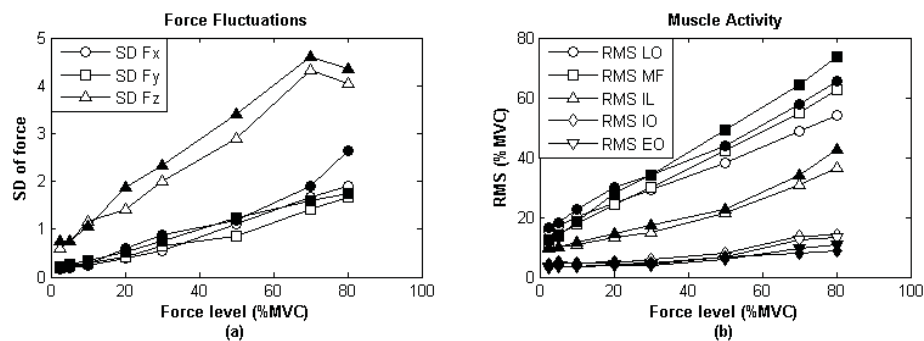 Force Fluctuations
SD of force
5
4
3
2
1
0
SD Fx
SD Fy
SD Fz
0 20 40 60 80 100
Force level (%MVC)
(a)
Muscle Activity
RMS (% MVC)
80
60
40
20
0
RMS LO
RMS MF
RMS IL
RMS IO
RMS EO
0 20 40 60 80 100
Force level (%MVC)
(b)